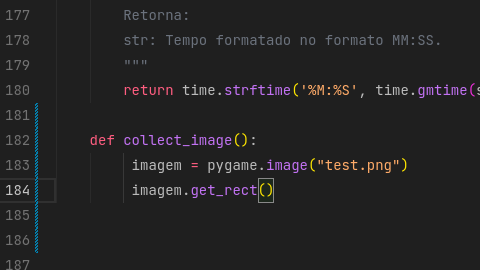 177 Retorna:
178 str: Tempo formatado no formato MM:SS.
179 """
180 return time.strftime('%M:%S', time.gmtime(s
181
182 def collect_image():
183 imagem = pygame.image("test.png")
184 imagem.get_rect()
185
186
187